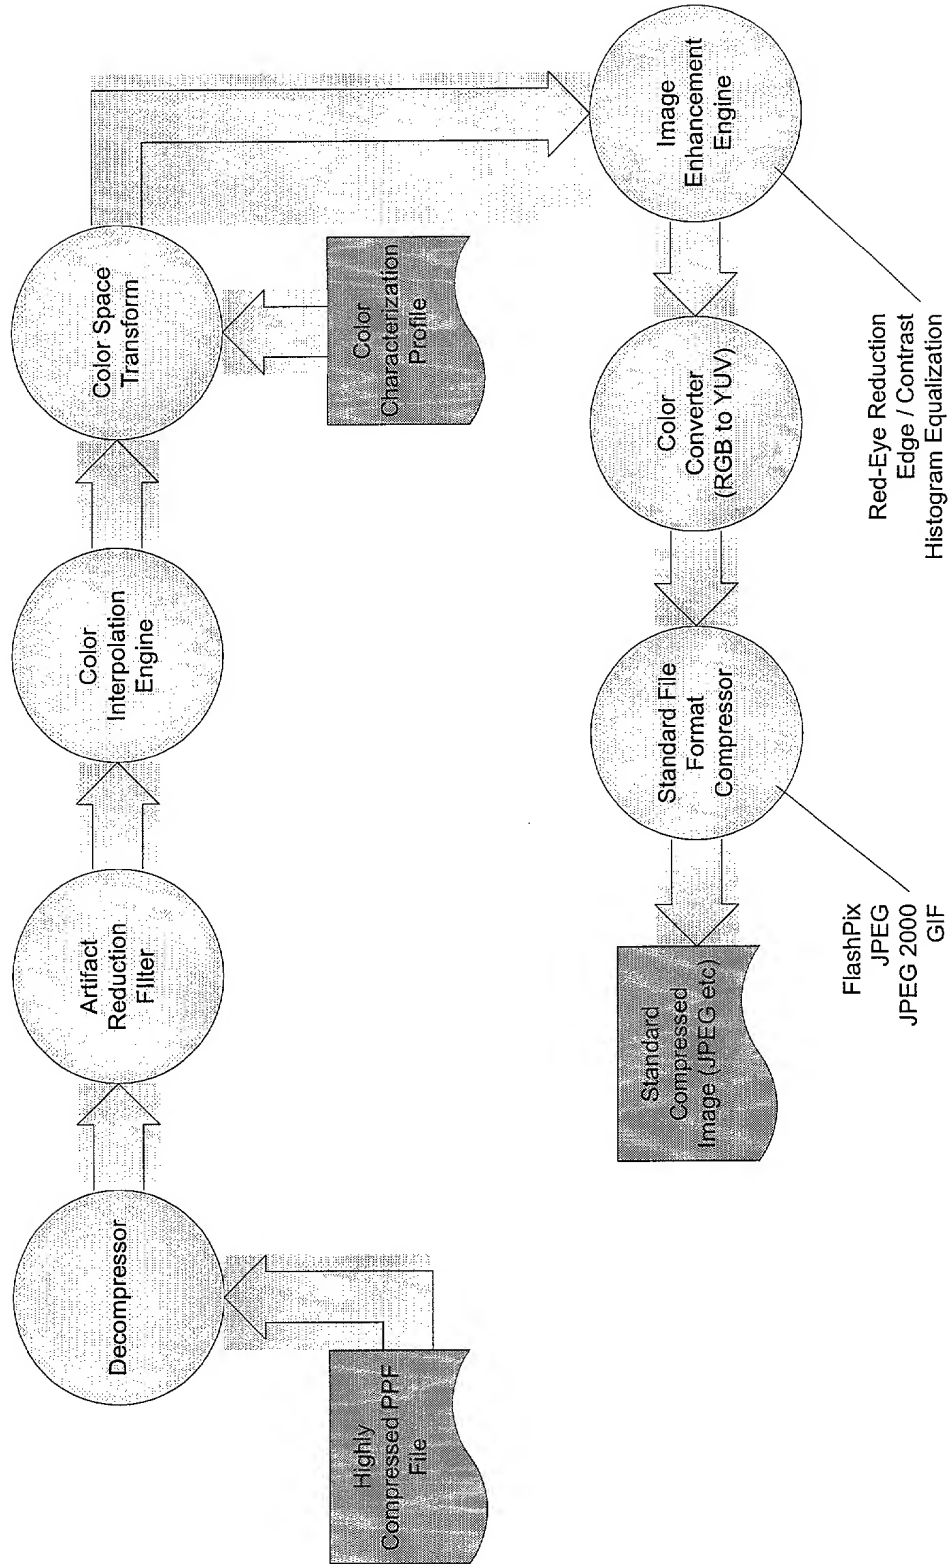 Highly
Compressed PPF
File
Decompressor
Artifact
Reduction
FIlter
Color
Interpolation
Engine
Color Space
Transform
Color
Characterization
Profile
Image
Enhancement
Engine
Red-Eye Reduction
Edge / Contrast
Histogram Equalization
Color
Converter
(RGB to YUV)
Standard File
Format
Compressor
FlashPix
JPEG
JPEG 2000
GIF
Standard
Compressed
Image (JPEG etc)